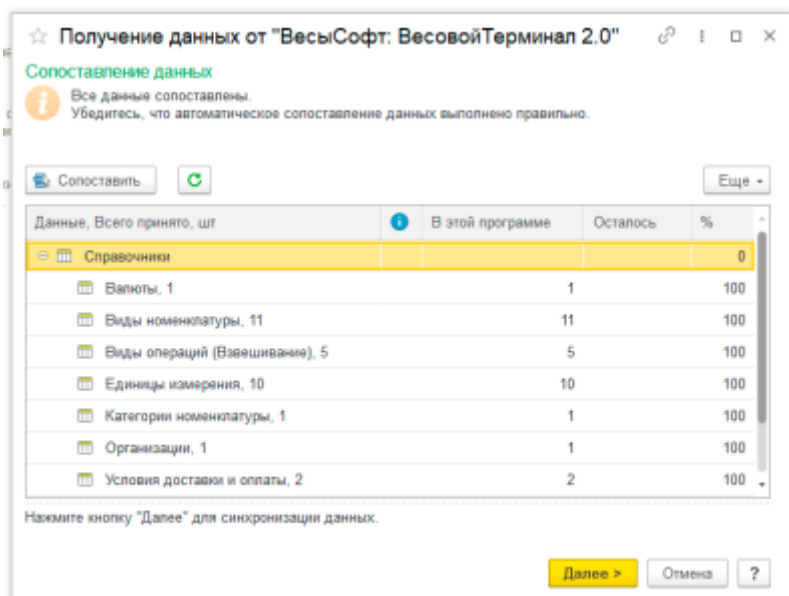 Получение данных от "ВесыСофт: ВесовойТерминал 2.0"
Сопоставление данных
Все данные сопоставлены.
Убедитесь, что автоматическое сопоставление данных выполнено правильно.
Сопоставить Еще
Данные, Всего принято, шт В этой программе Осталось %
Справочники 0
Валюты, 1 1 100
Виды номенклатуры, 11 11 100
Виды операций (Взвешивание), 5 5 100
Единицы измерения, 10 10 100
Категории номенклатуры, 1 1 100
Организации, 1 1 100
Условия доставки и оплаты, 2 2 100
Нажмите кнопку "Далее" для синхронизации данных.
Далее > Отмена ?